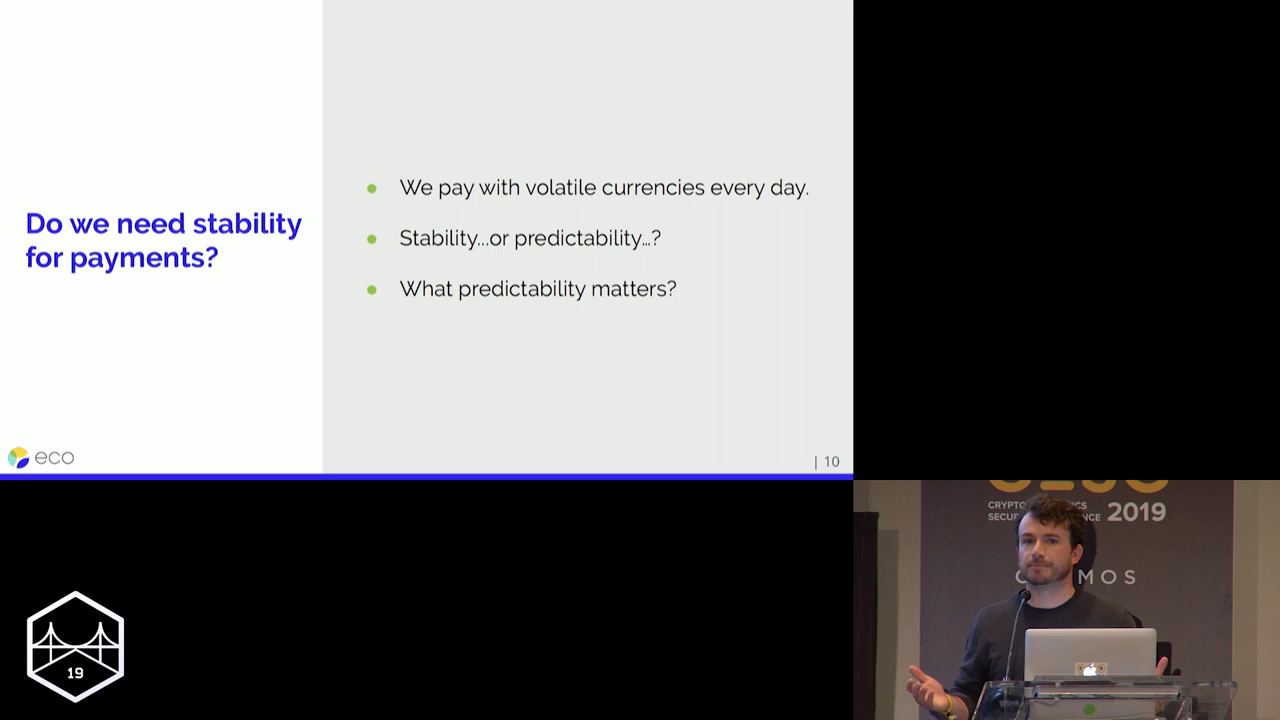 Do we need stability
for payments?
We pay with volatile currencies every day.
Stability...or predictability...?
What predictability matters?
eco
| 10
2019
19